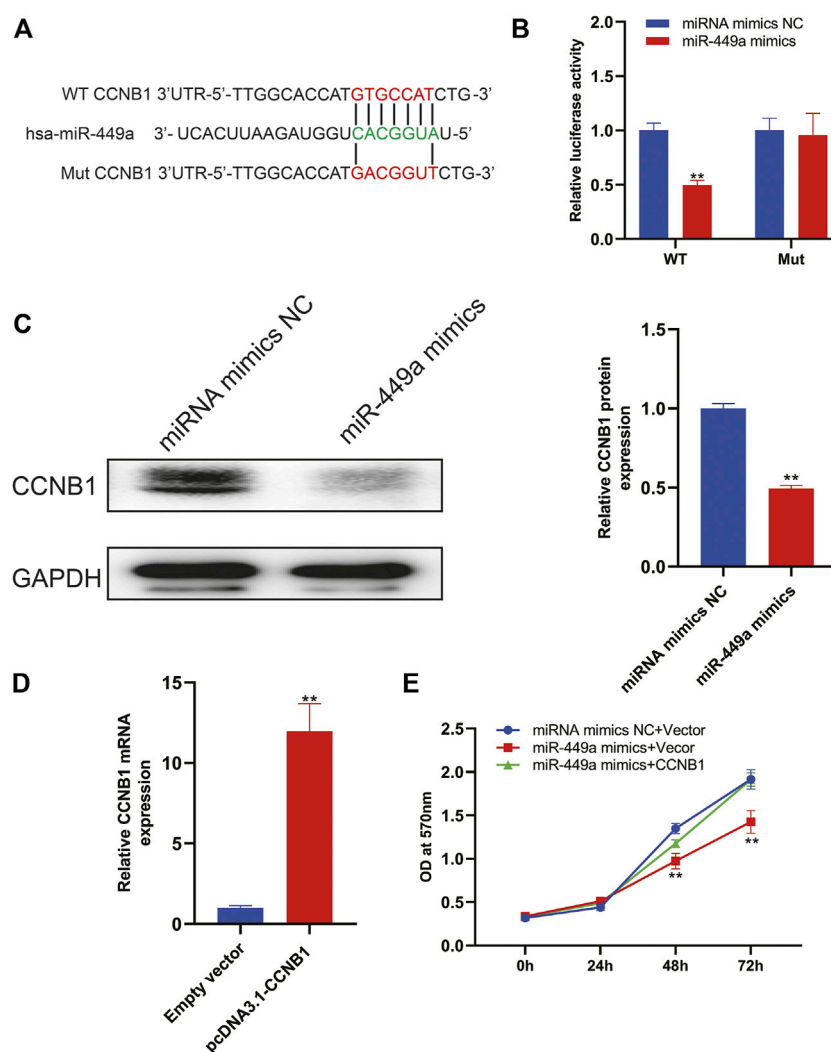 A
WT CCNB1 3'UTR-5'-TTGGCACCATGTGCCATCTG-3'
hsa-miR-449a 3'- UCACUUAAGAUGGUCACGGUAU-5'
Mut CCNB1 3'UTR-5'-TTGGCACCATGACGGUTCTG-3'
B
miRNA mimics NC
miR-449a mimics
Relative luciferase activity
2.0
1.5
1.0
0.5
0.0
**
WT Mut
C
miRNA mimics NC
miR-449a mimics
CCNB1
GAPDH
Relative CCNB1 protein
expression
1.5
1.0
0.5
0.0
**
miRNA mimics NC
miR-449a mimics
D
Relative CCNB1 mRNA
expression
15
10
5
0
**
Empty vector
pcDNA3.1-CCNB1
E
miRNA mimics NC+Vector
miR-449a mimics+Vecor
miR-449a mimics+CCNB1
OD at 570nm
2.5
2.0
1.5
1.0
0.5
0.0
**
**
0h 24h 48h 72h